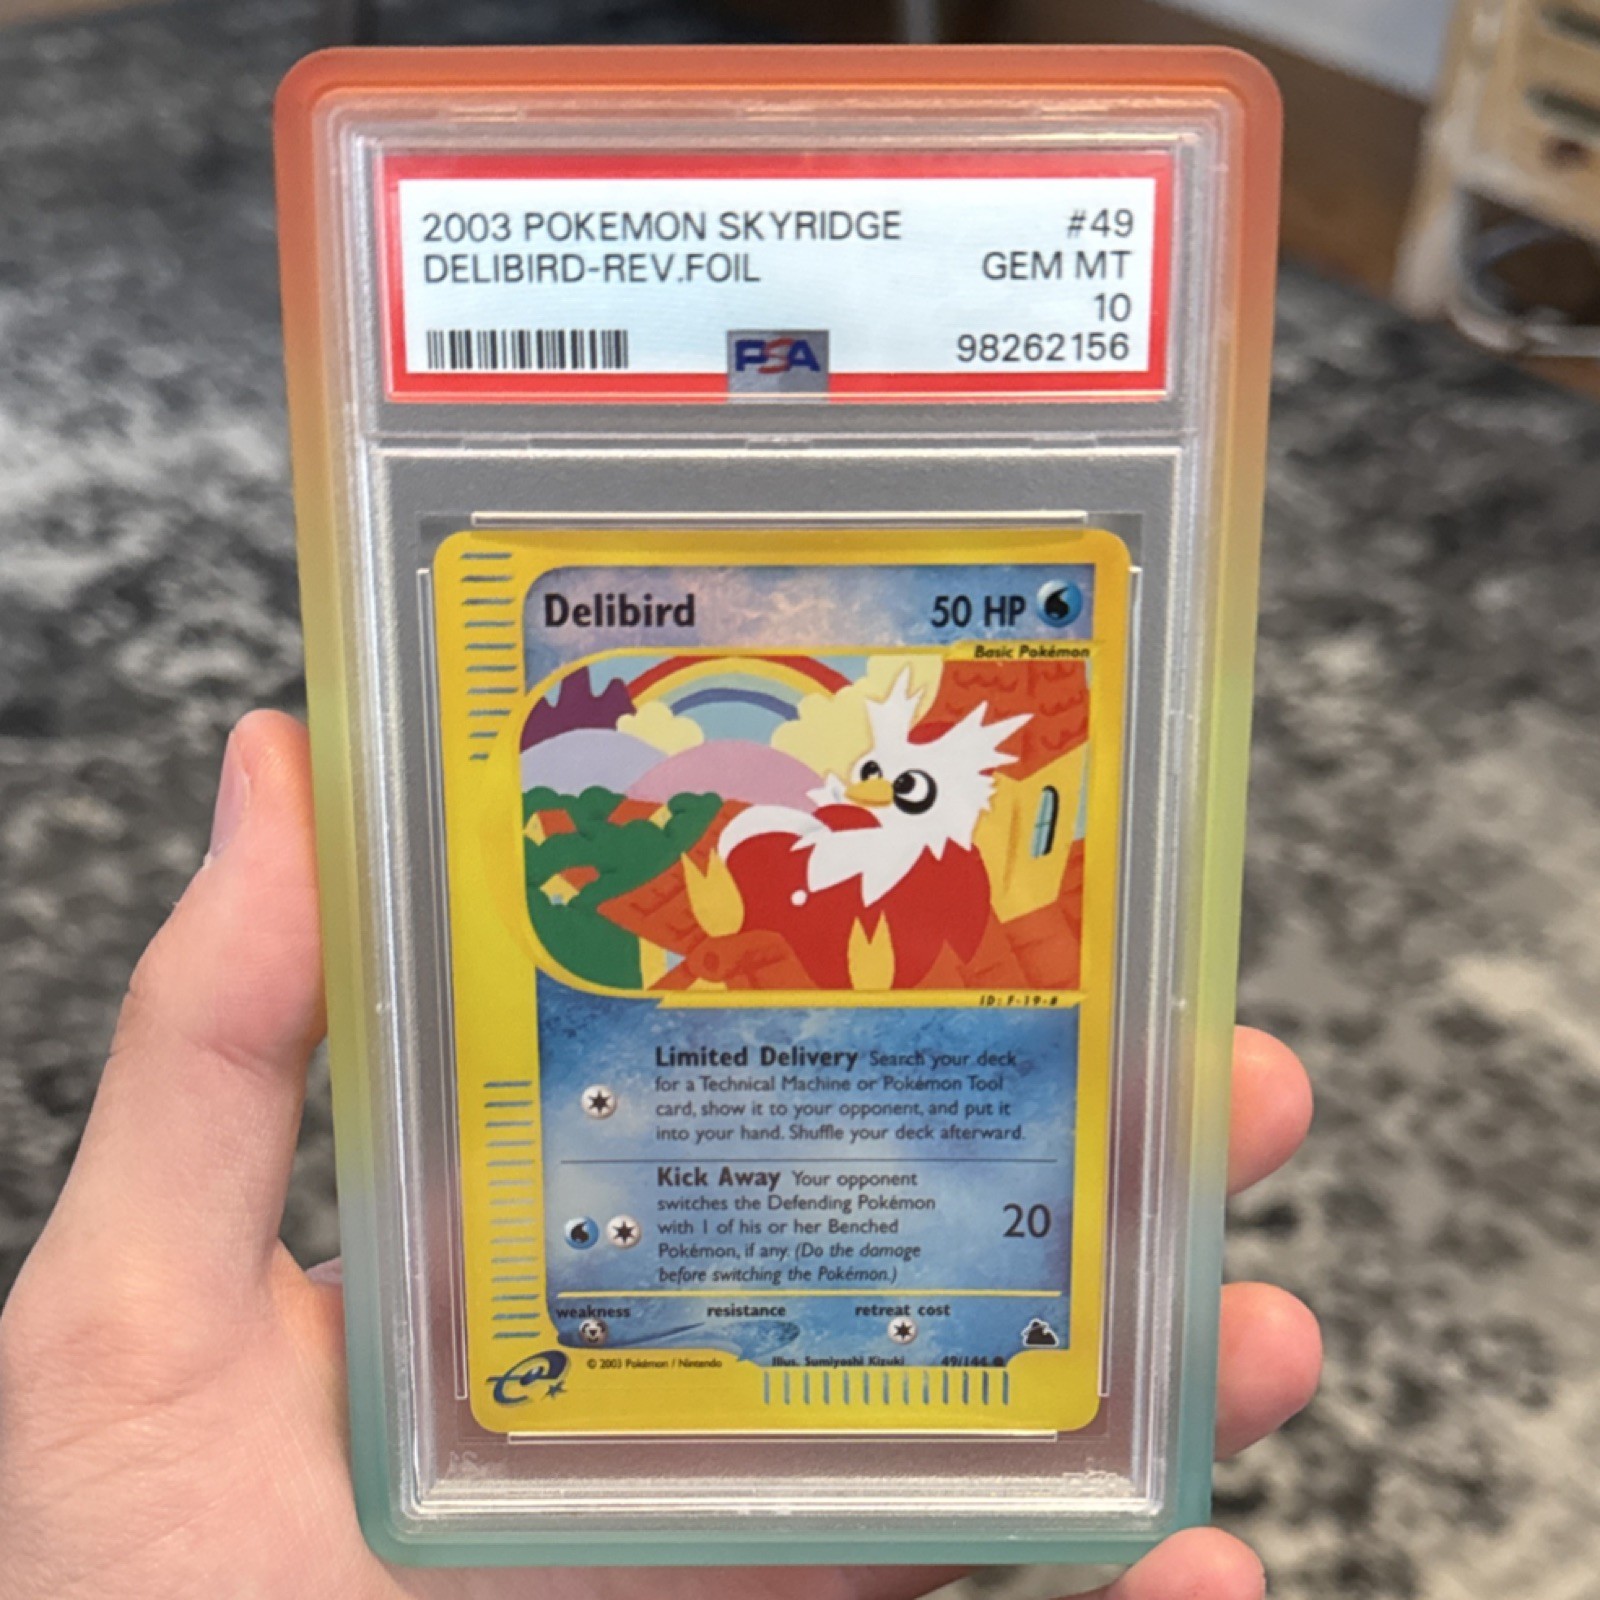 2003 POKEMON SKYRIDGE #49
DELIBIRD-REV.FOIL GEM MT
10
PSA 98262156
Delibird 50 HP
Basic Pokémon
ID: F-19-#
Limited Delivery Search your deck
for a Technical Machine or Pokémon Tool
card, show it to your opponent, and put it
into your hand. Shuffle your deck afterward.
Kick Away Your opponent
switches the Defending Pokémon
with 1 of his or her Benched
Pokémon, if any. (Do the damage
before switching the Pokémon.)
20
weakness resistance retreat cost
© 2003 Pokémon / Nintendo Illus. Sumiyoshi Kizuki 49/144